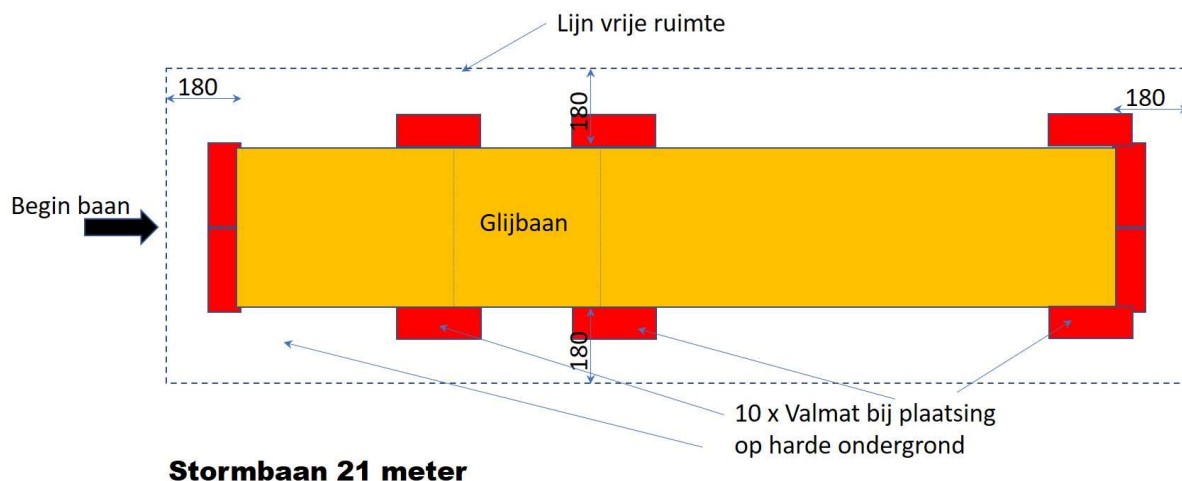 Lijn vrije ruimte
180
180
180
Begin baan
Glijbaan
180
10 x Valmat bij plaatsing
op harde ondergrond
Stormbaan 21 meter